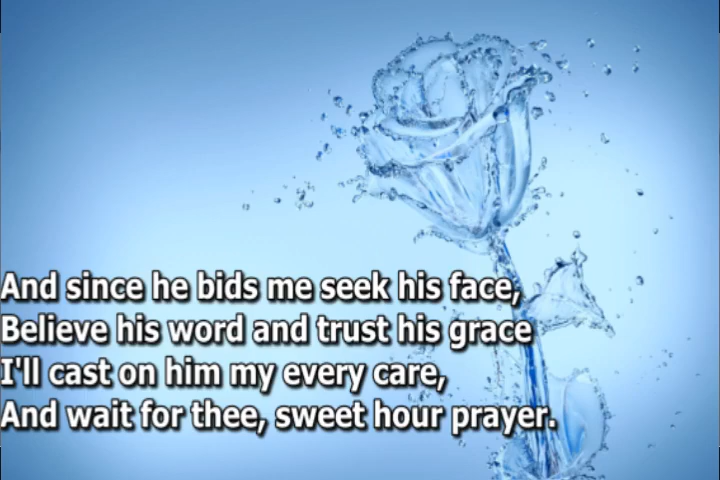 And since he bids me seek his face,
Believe his word and trust his grace
I'll cast on him my every care,
And wait for thee, sweet hour prayer.